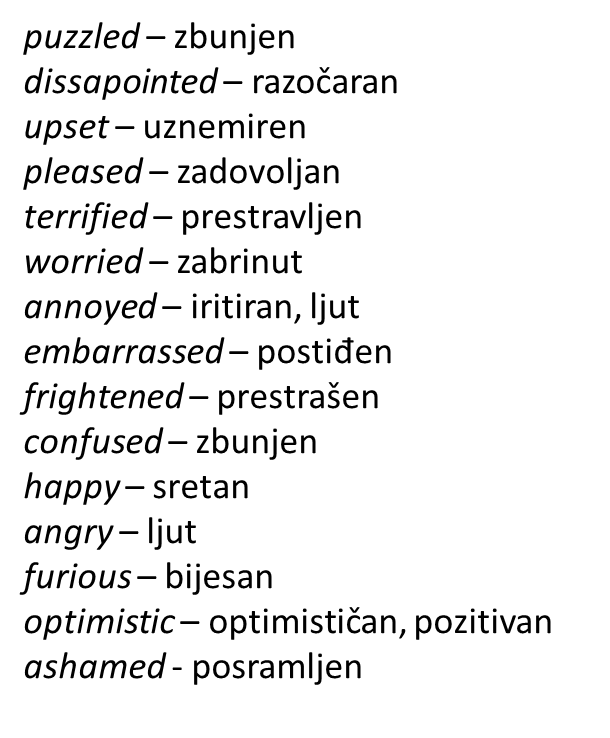 puzzled – zbunjen
dissapointed – razočaran
upset – uznemiren
pleased – zadovoljan
terrified – prestravljen
worried – zabrinut
annoyed – iritiran, ljut
embarrassed – postiđen
frightened – prestrašen
confused – zbunjen
happy – sretan
angry – ljut
furious – bijesan
optimistic – optimističan, pozitivan
ashamed - posramljen